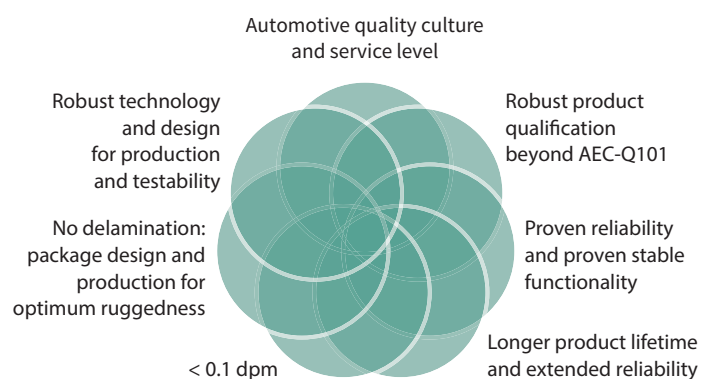 Automotive quality culture
and service level
Robust technology
and design
for production
and testability
Robust product
qualification
beyond AEC-Q101
No delamination:
package design and
production for
optimum ruggedness
Proven reliability
and proven stable
functionality
< 0.1 dpm
Longer product lifetime
and extended reliability